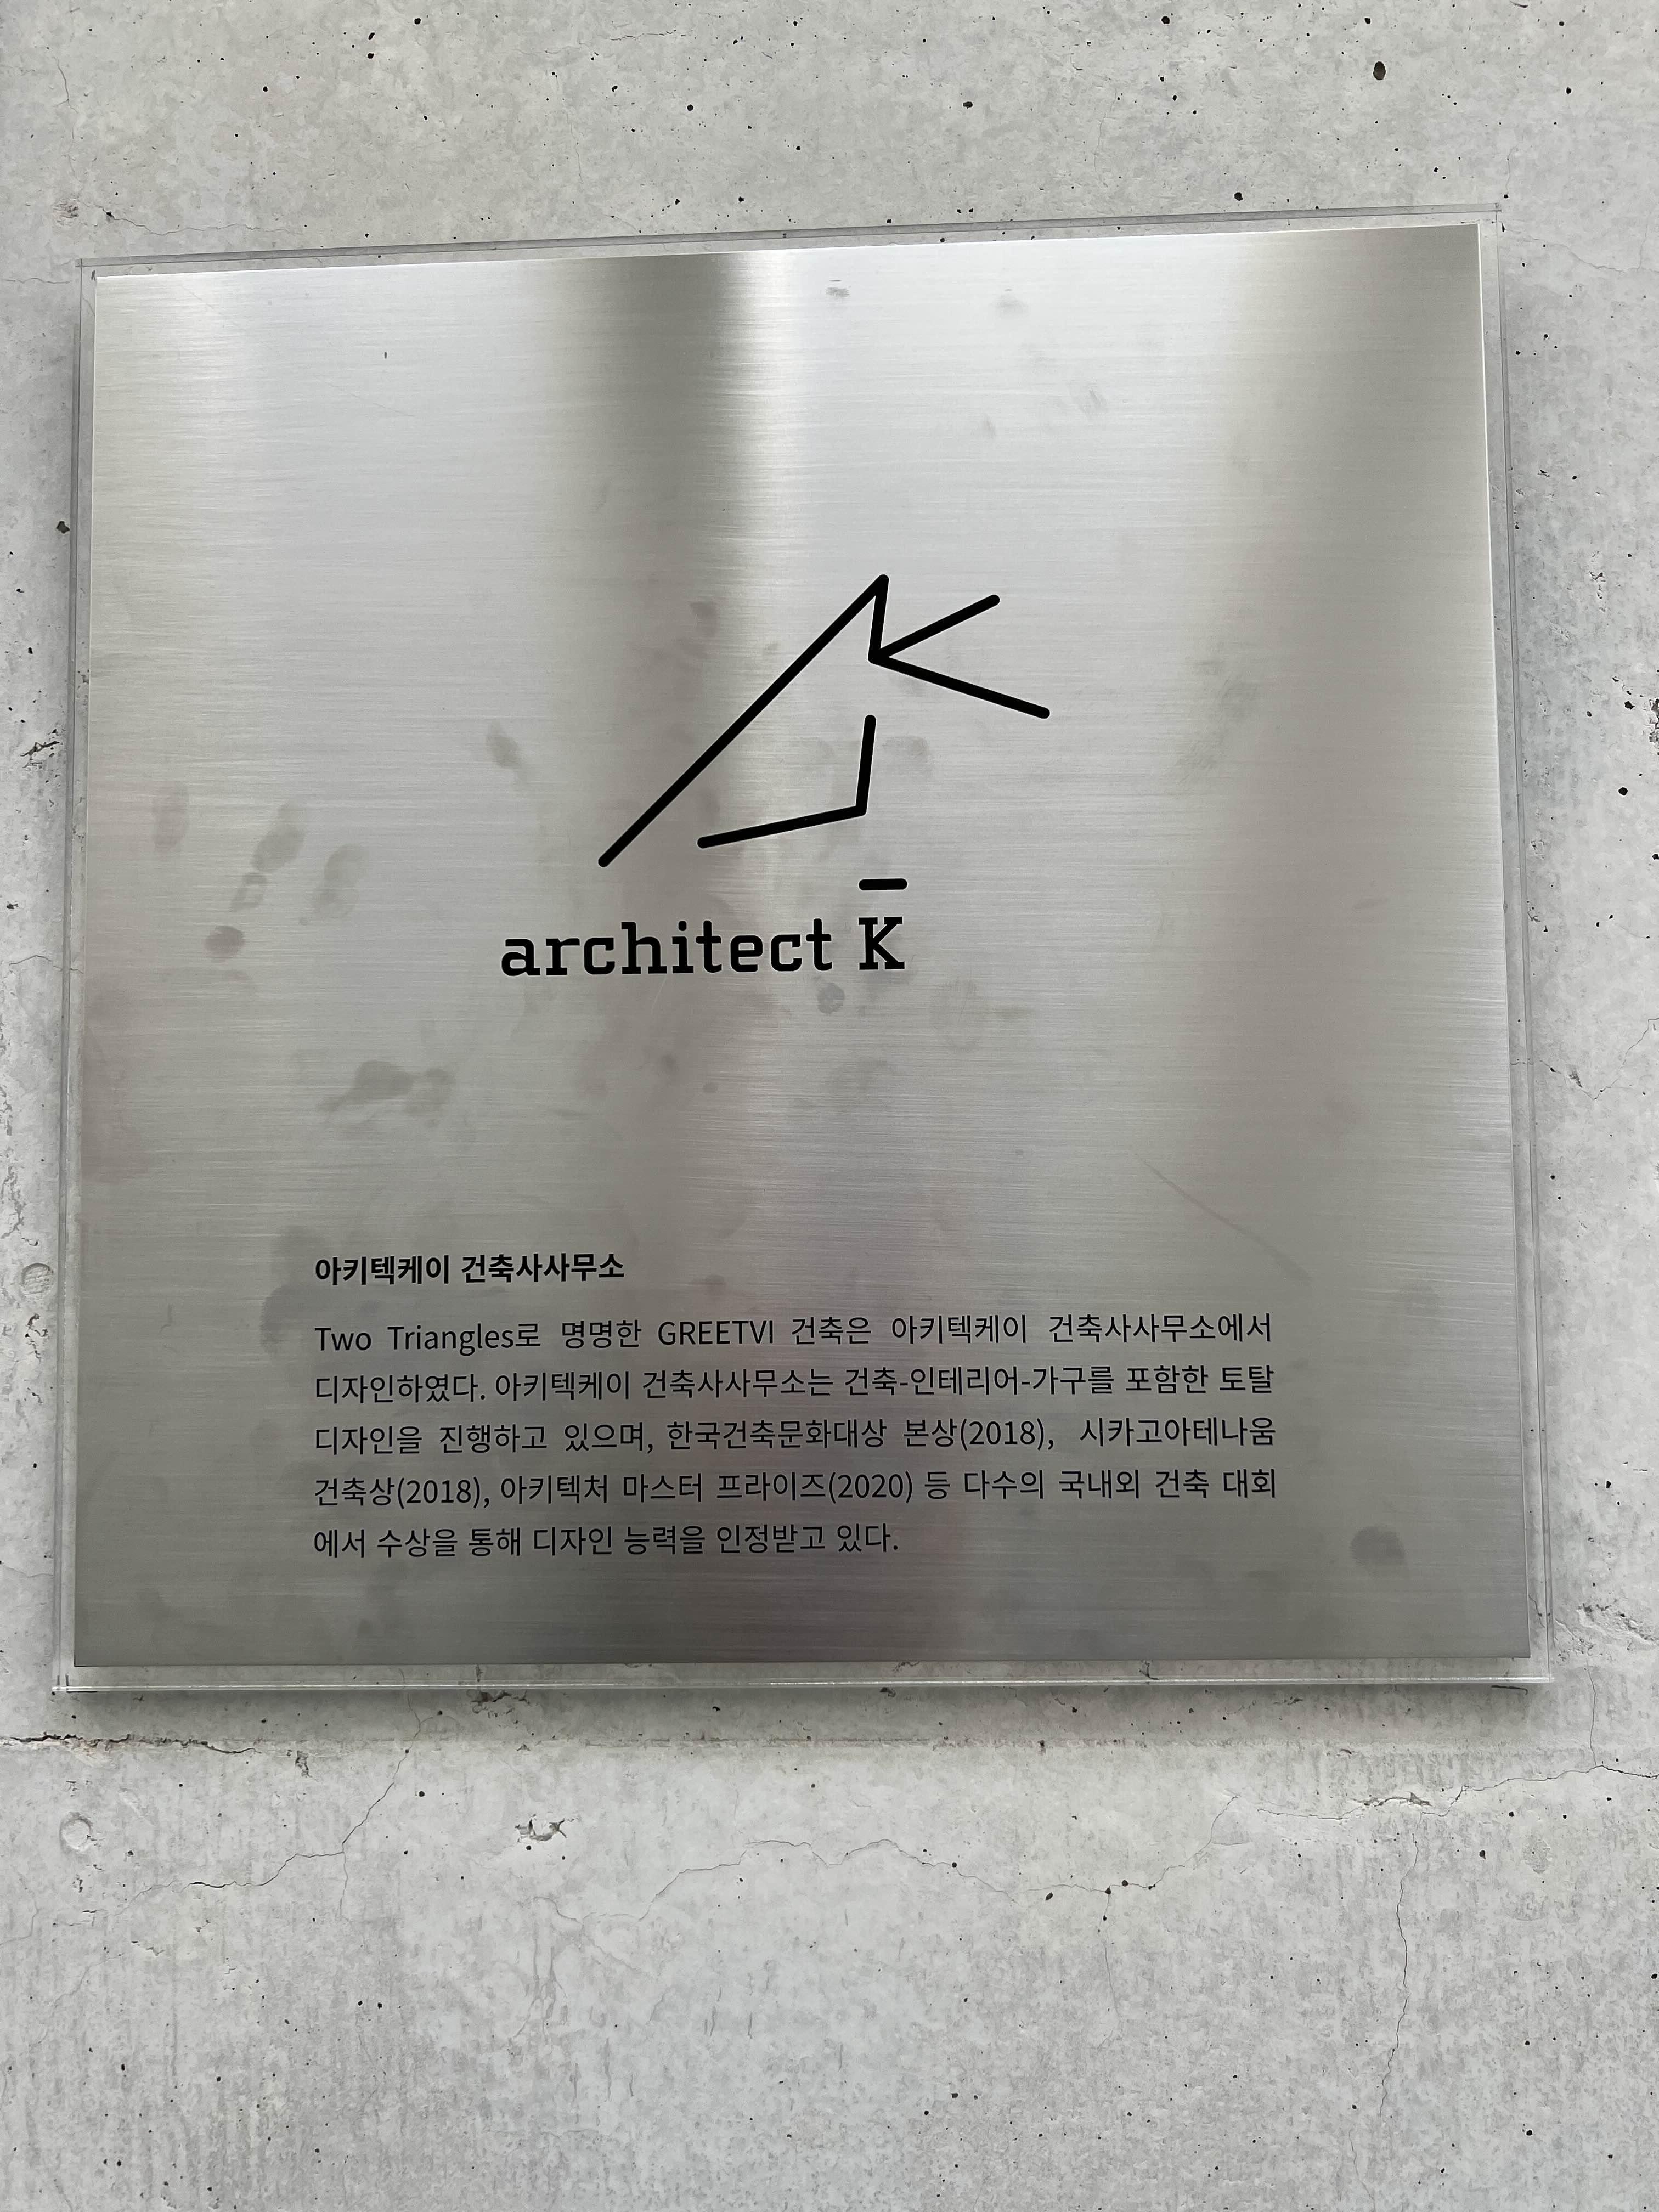 architect K̅
아키텍케이 건축사사무소
Two Triangles로 명명한 GREETVI 건축은 아키텍케이 건축사사무소에서
디자인하였다. 아키텍케이 건축사사무소는 건축-인테리어-가구를 포함한 토탈
디자인을 진행하고 있으며, 한국건축문화대상 본상(2018), 시카고아테나움
건축상(2018), 아키텍처 마스터 프라이즈(2020) 등 다수의 국내외 건축 대회
에서 수상을 통해 디자인 능력을 인정받고 있다.